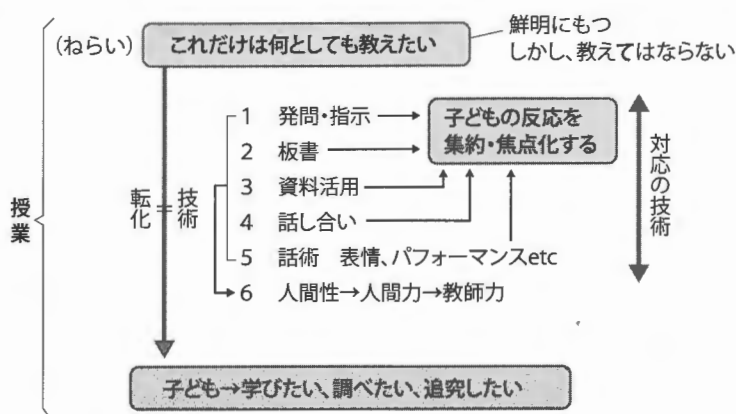 (ねらい) これだけは何としても教えたい
鮮明にもつ
しかし、教えてはならない
授業
転化=技術
1 発問・指示→
2 板書→
3 資料活用
4 話し合い
5 話術 表情、パフォーマンスetc
6 人間性→人間力→教師力
子どもの反応を
集約・焦点化する
対応の技術
子ども→学びたい、調べたい、追究したい